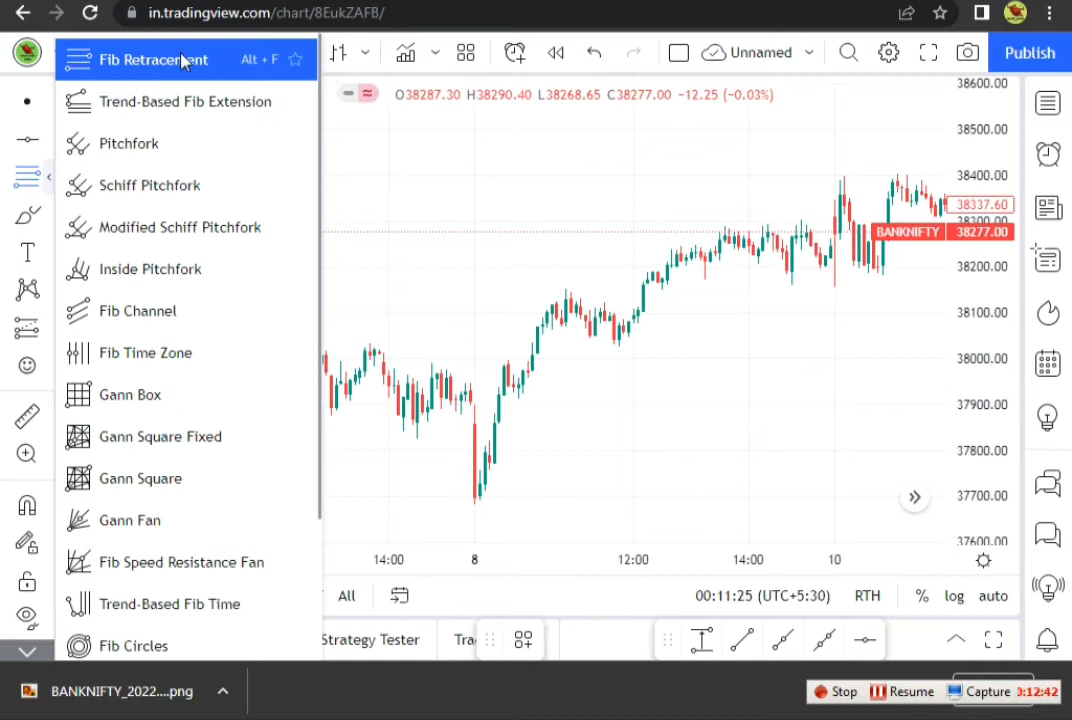 in.tradingview.com/chart/8EukZAFB/
Fib Retracement Alt + F
Unnamed
Publish
Trend-Based Fib Extension
Pitchfork
Schiff Pitchfork
Modified Schiff Pitchfork
Inside Pitchfork
Fib Channel
Fib Time Zone
Gann Box
Gann Square Fixed
Gann Square
Gann Fan
Fib Speed Resistance Fan
Trend-Based Fib Time
Fib Circles
O38287.30 H38290.40 L38268.65 C38277.00 −12.25 (−0.03%)
38600.00
38500.00
38400.00
38337.60
38300.00
BANKNIFTY 38277.00
38200.00
38100.00
38000.00
37900.00
37800.00
37700.00
37600.00
14:00 8 12:00 14:00 10
All
00:11:25 (UTC+5:30) RTH % log auto
Strategy Tester
Tra
BANKNIFTY_2022....png
Stop Resume Capture 0:12:42